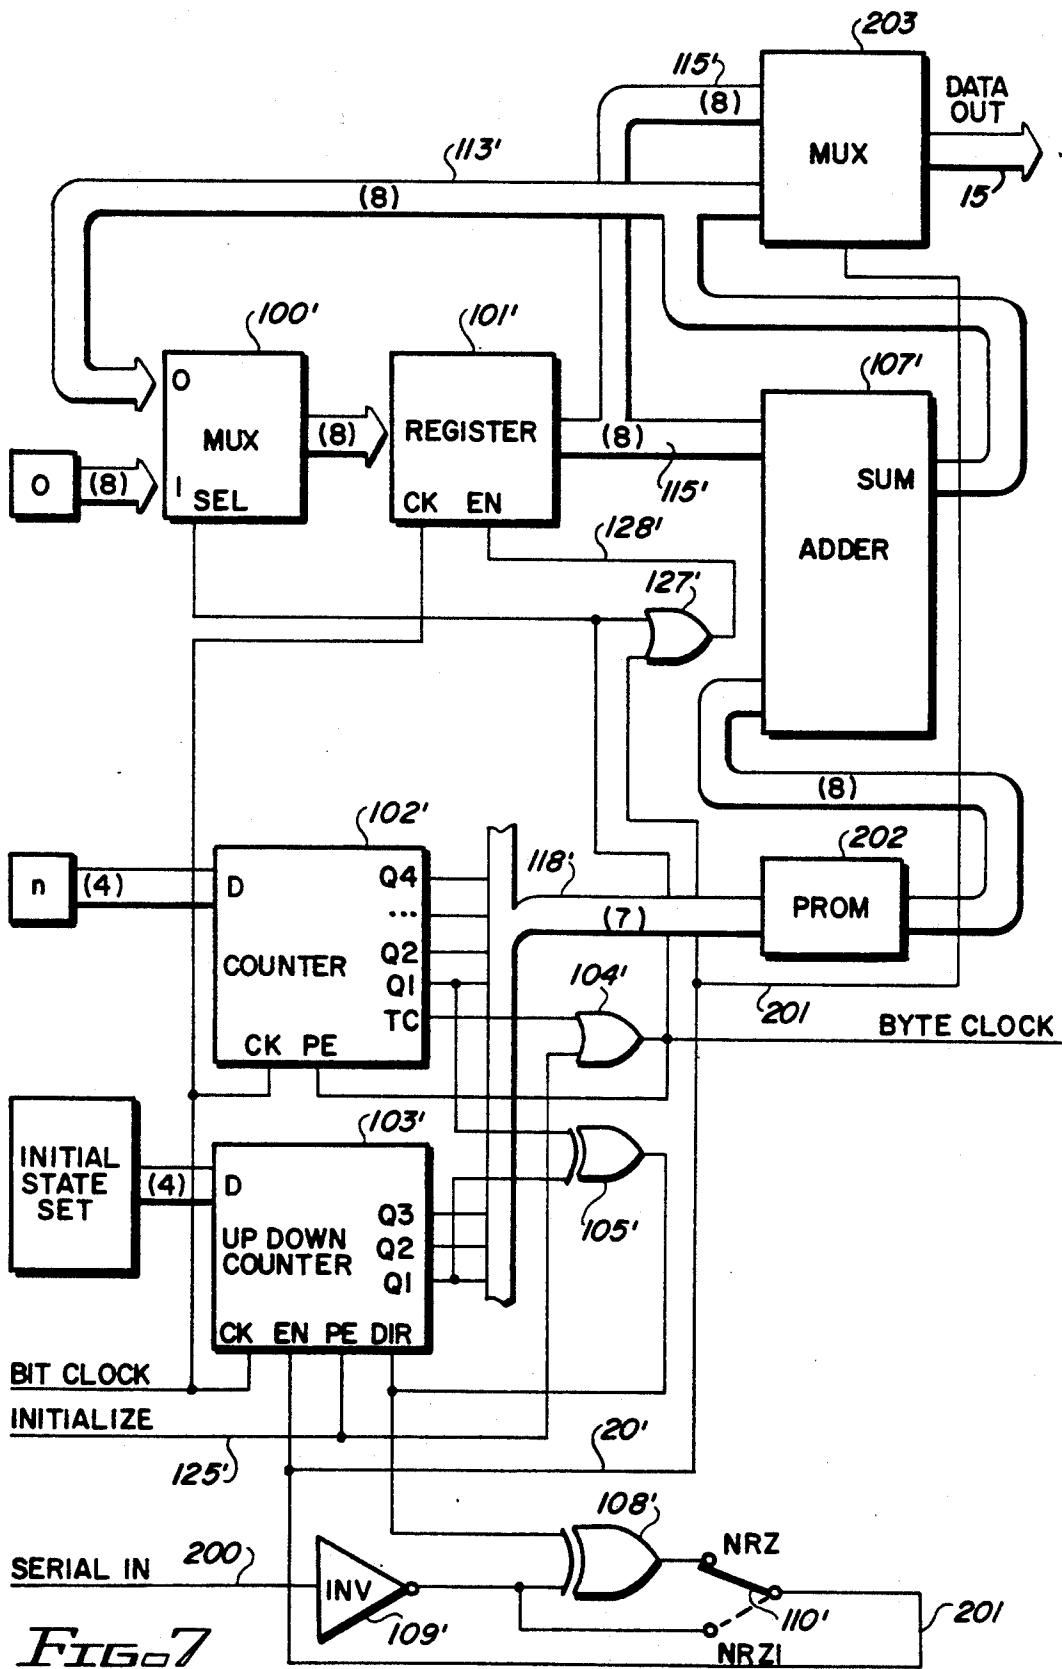 203
115'
(8)
DATA
OUT
MUX
113'
(8)
15
100'
101'
107'
0
MUX
(8)
REGISTER
(8)
0
(8)
1
SEL
CK
EN
115'
SUM
128'
ADDER
127'
(8)
102'
202
n
(4)
D
Q4
118'
...
(7)
PROM
Q2
COUNTER
Q1
104'
TC
201
BYTE CLOCK
CK
PE
103'
INITIAL
STATE
SET
(4)
D
105'
Q3
UP DOWN
COUNTER
Q2
Q1
CK
EN
PE
DIR
BIT CLOCK
INITIALIZE
125'
20'
108'
NRZ
SERIAL IN
200
INV
109'
110'
201
NRZI
FIG. 7